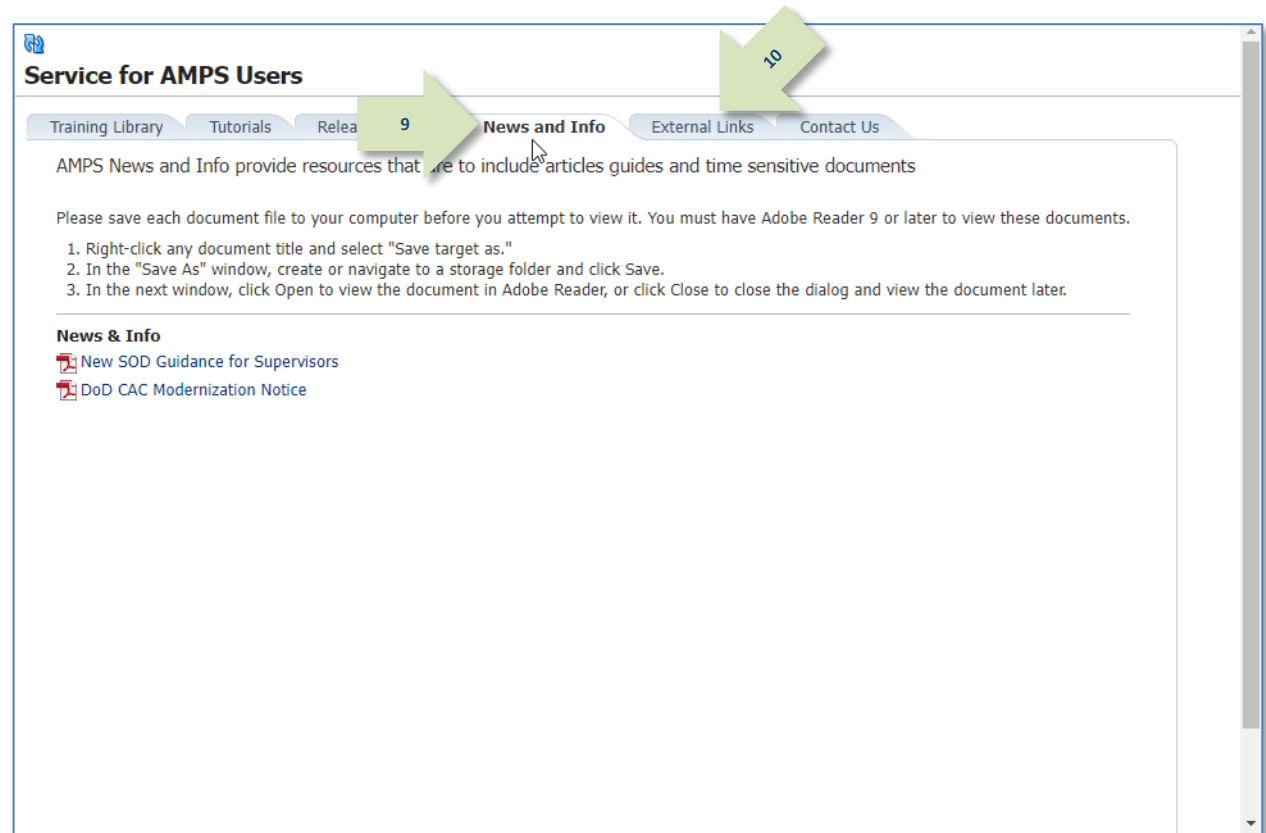 Service for AMPS Users
10
Training Library Tutorials Relea 9 News and Info External Links Contact Us
AMPS News and Info provide resources that are to include articles guides and time sensitive documents
Please save each document file to your computer before you attempt to view it. You must have Adobe Reader 9 or later to view these documents.
1. Right-click any document title and select "Save target as."
2. In the "Save As" window, create or navigate to a storage folder and click Save.
3. In the next window, click Open to view the document in Adobe Reader, or click Close to close the dialog and view the document later.
News & Info
New SOD Guidance for Supervisors
DoD CAC Modernization Notice